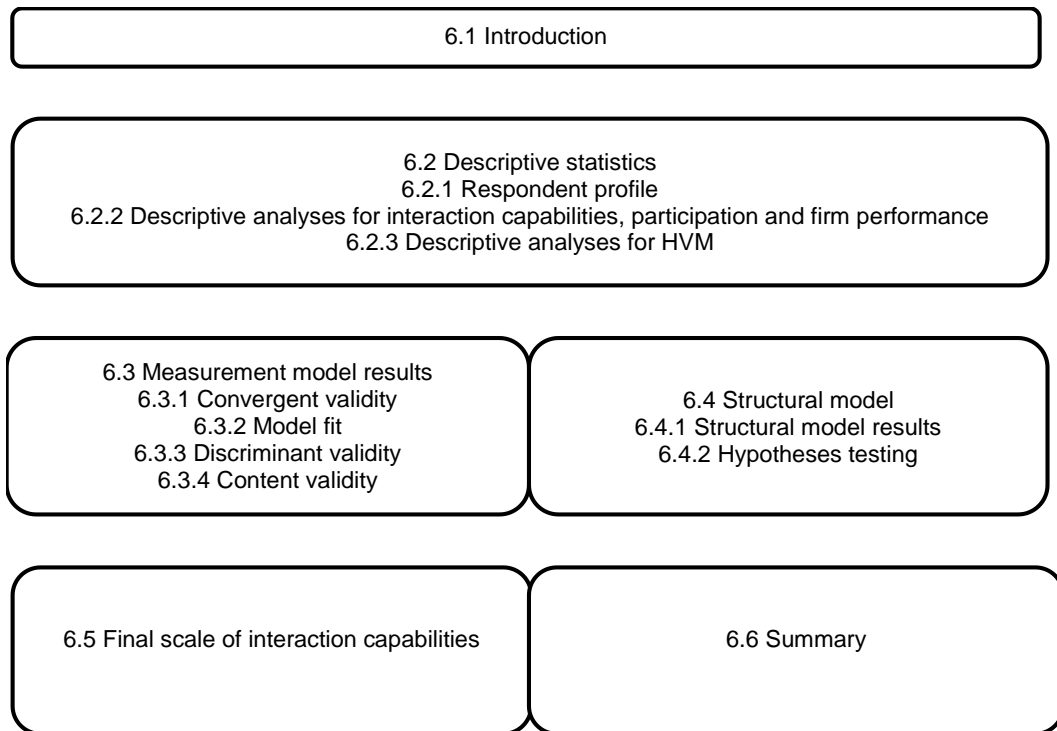 6.1 Introduction
6.2 Descriptive statistics
6.2.1 Respondent profile
6.2.2 Descriptive analyses for interaction capabilities, participation and firm performance
6.2.3 Descriptive analyses for HVM
6.3 Measurement model results
6.3.1 Convergent validity
6.3.2 Model fit
6.3.3 Discriminant validity
6.3.4 Content validity
6.4 Structural model
6.4.1 Structural model results
6.4.2 Hypotheses testing
6.5 Final scale of interaction capabilities
6.6 Summary